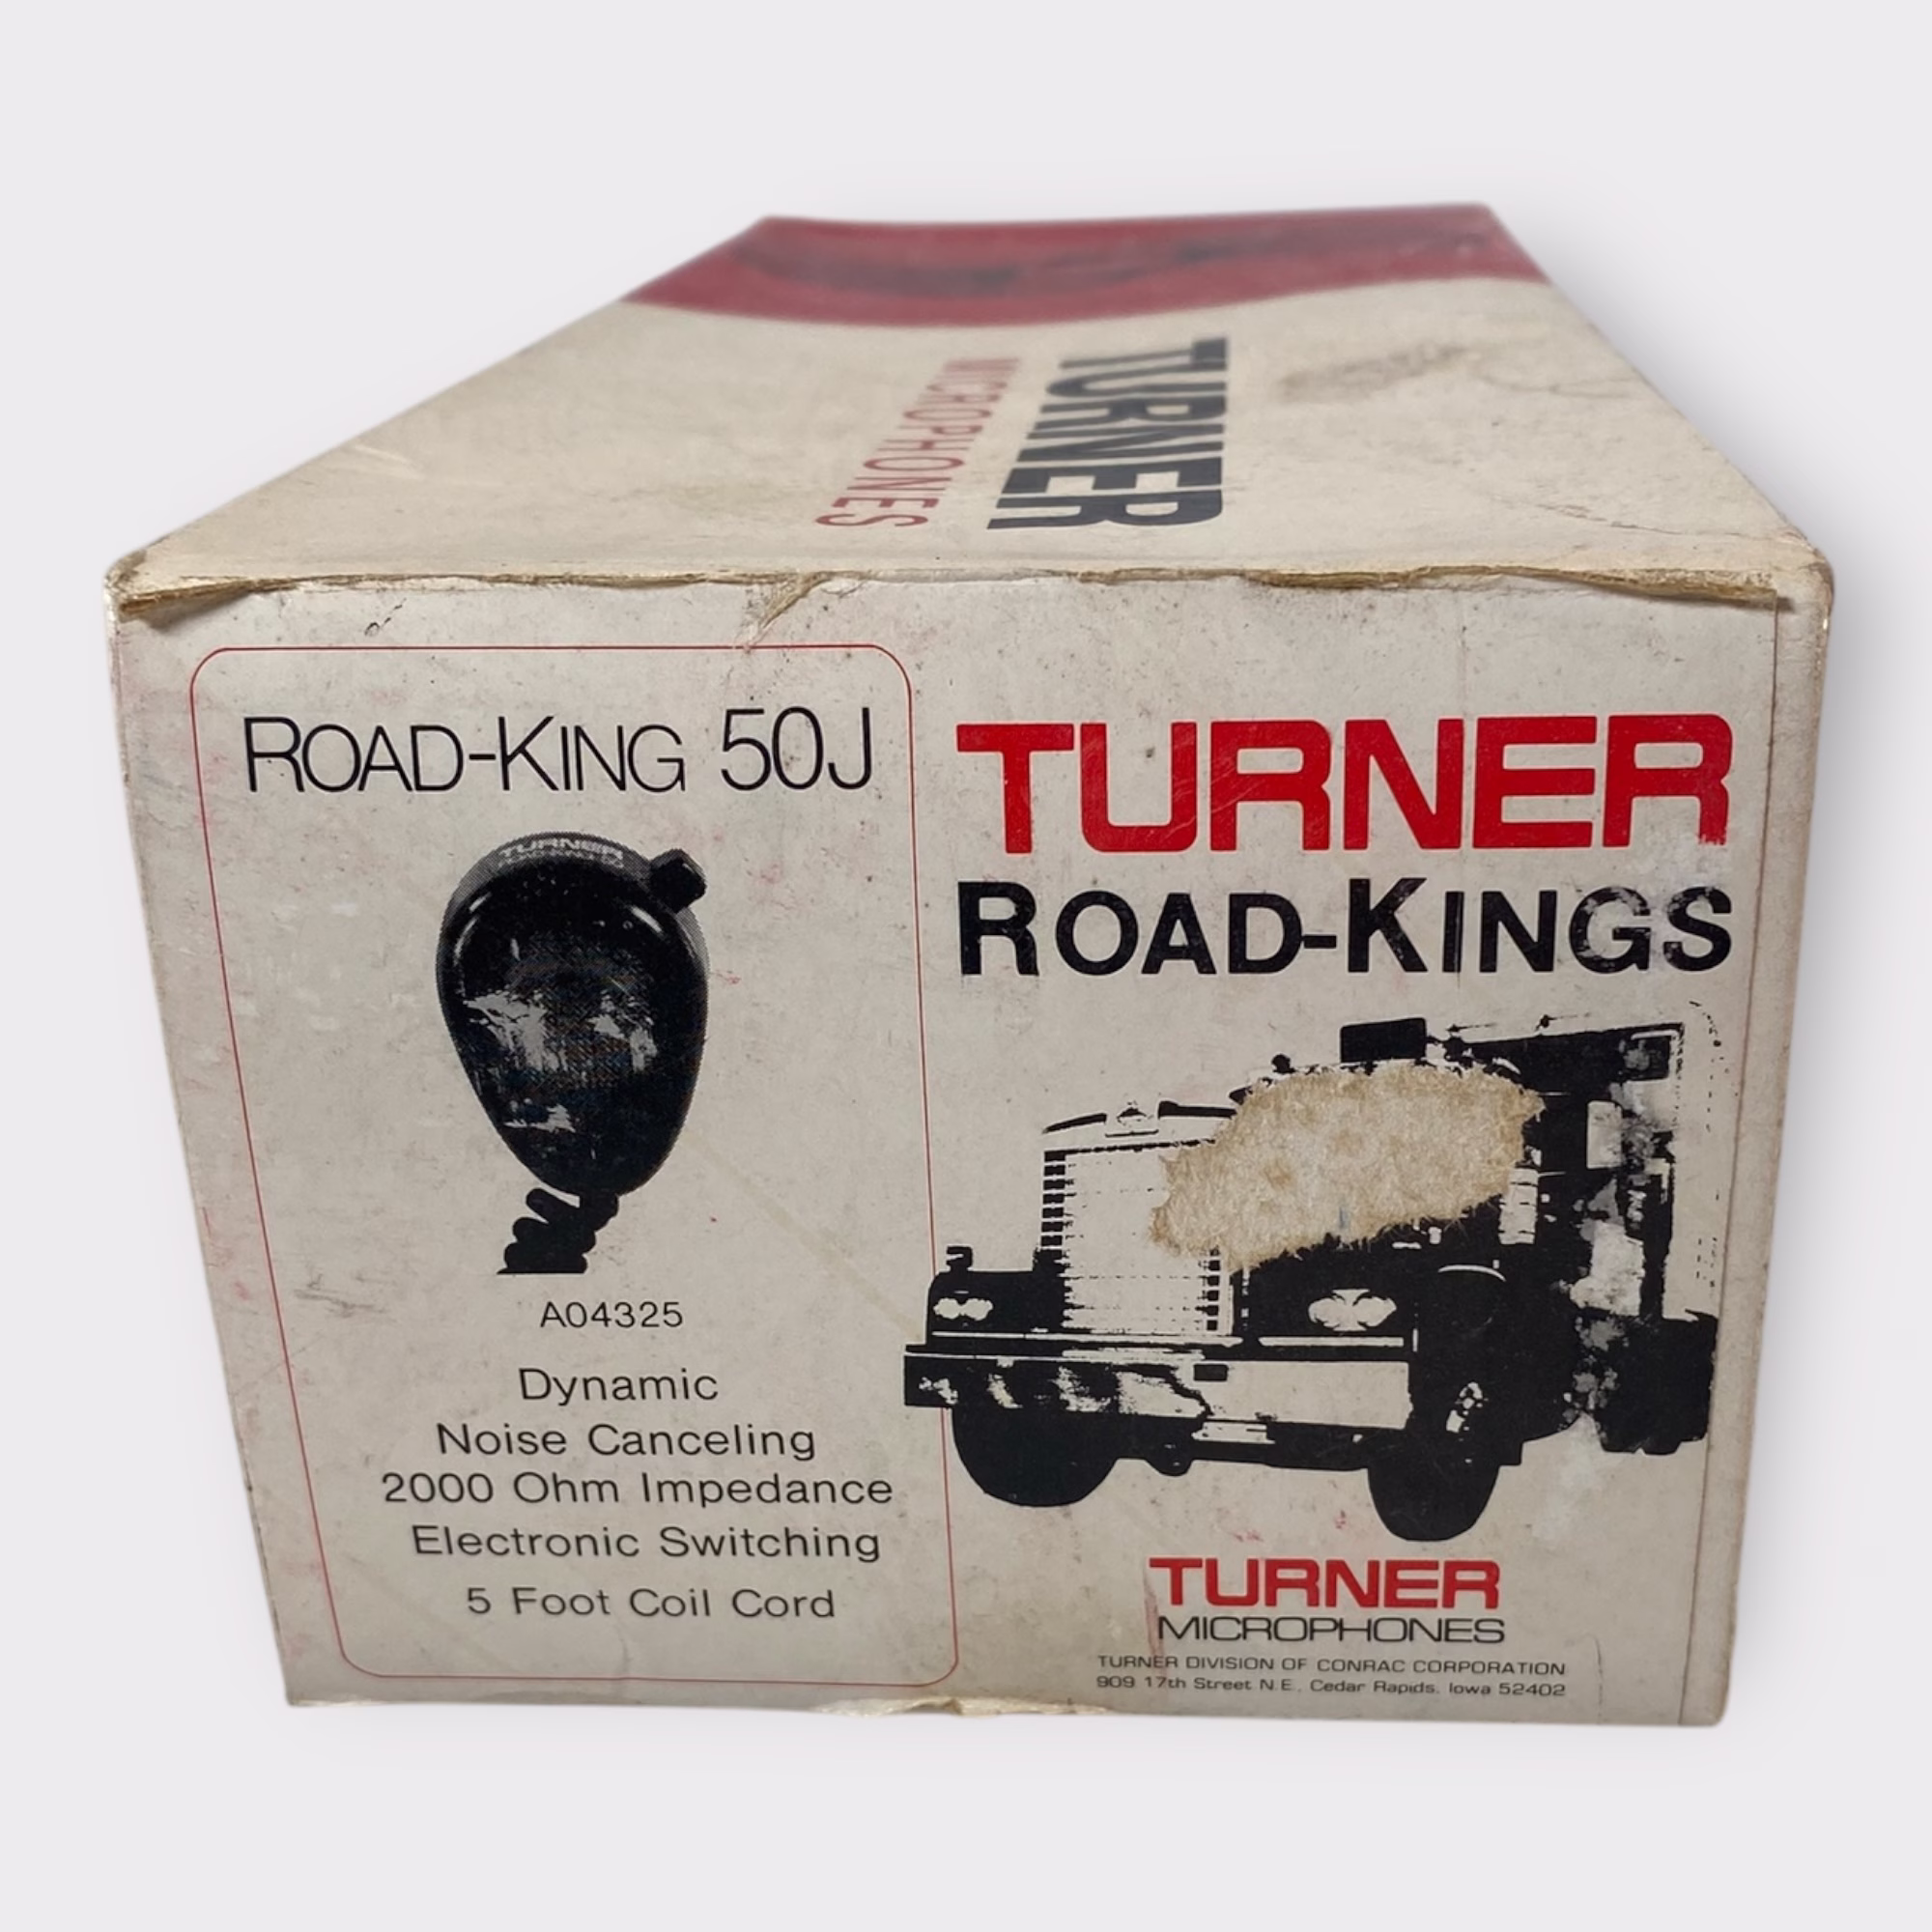 TURNER
MICROPHONES
ROAD-KING 50J
TURNER
A04325
Dynamic
Noise Canceling
2000 Ohm Impedance
Electronic Switching
5 Foot Coil Cord
TURNER
ROAD-KINGS
TURNER
MICROPHONES
TURNER DIVISION OF CONRAC CORPORATION
909 17th Street N.E. Cedar Rapids. Iowa 52402